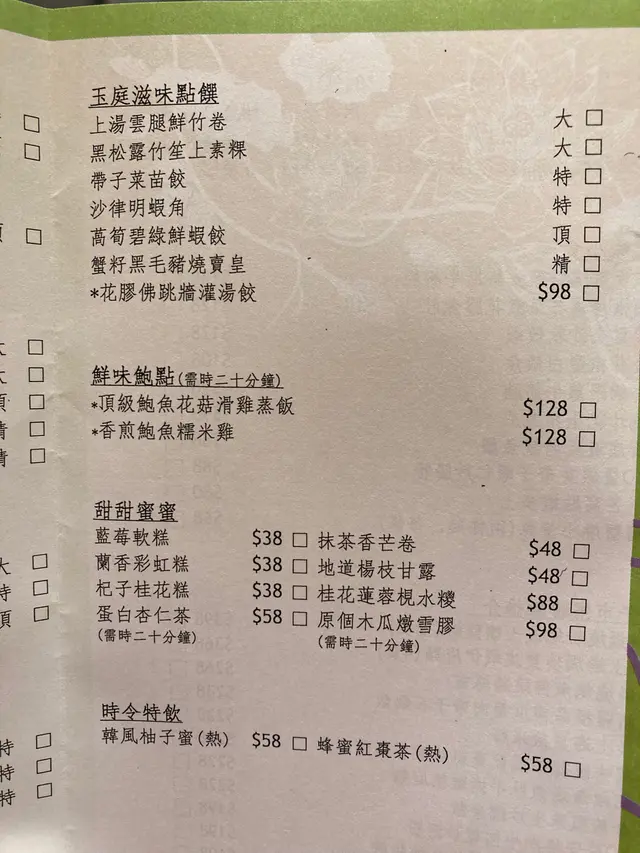 玉庭滋味點饌
上湯雲腿鮮竹卷 大 □
黑松露竹笙上素粿 大 □
帶子菜苗餃 特 □
沙律明蝦角 特 □
萵筍碧綠鮮蝦餃 頂 □
蟹籽黑毛豬燒賣皇 精 □
*花膠佛跳牆灌湯餃 $98 □
鮮味鮑點(需時二十分鐘)
*頂級鮑魚花菇滑雞蒸飯 $128 □
*香煎鮑魚糯米雞 $128 □
甜甜蜜蜜
藍莓軟糕 $38 □ 抹茶香芒卷 $48 □
蘭香彩虹糕 $38 □ 地道楊枝甘露 $48 □
杞子桂花糕 $38 □ 桂花蓮蓉梘水糉 $88 □
蛋白杏仁茶 $58 □ 原個木瓜燉雪膠 $98 □
(需時二十分鐘) (需時二十分鐘)
時令特飲
韓風柚子蜜(熱) $58 □ 蜂蜜紅棗茶(熱) $58 □